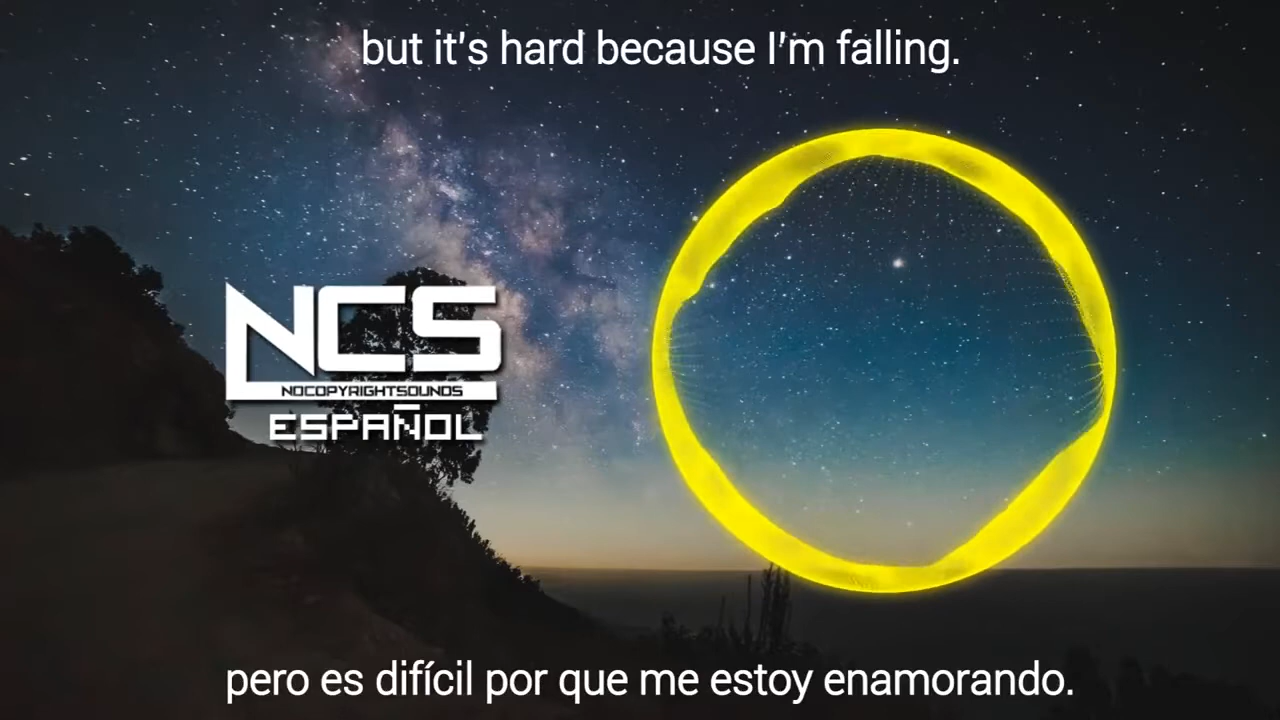 but it's hard because I'm falling.
NCS
NOCOPYRIGHTSOUNDS
ESPAÑOL
pero es difícil por que me estoy enamorando.